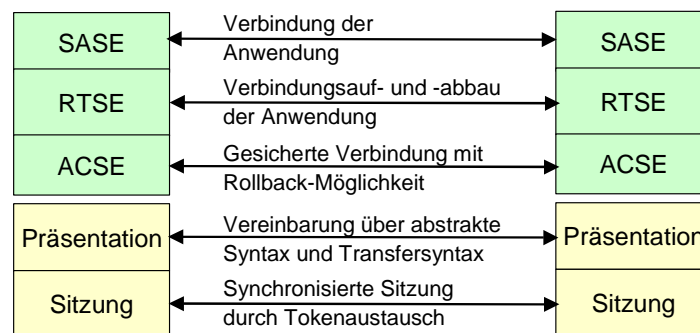 SASE
Verbindung der
Anwendung
SASE
RTSE
Verbindungsauf- und -abbau
der Anwendung
RTSE
ACSE
Gesicherte Verbindung mit
Rollback-Möglichkeit
ACSE
Präsentation
Vereinbarung über abstrakte
Syntax und Transfersyntax
Präsentation
Sitzung
Synchronisierte Sitzung
durch Tokenaustausch
Sitzung